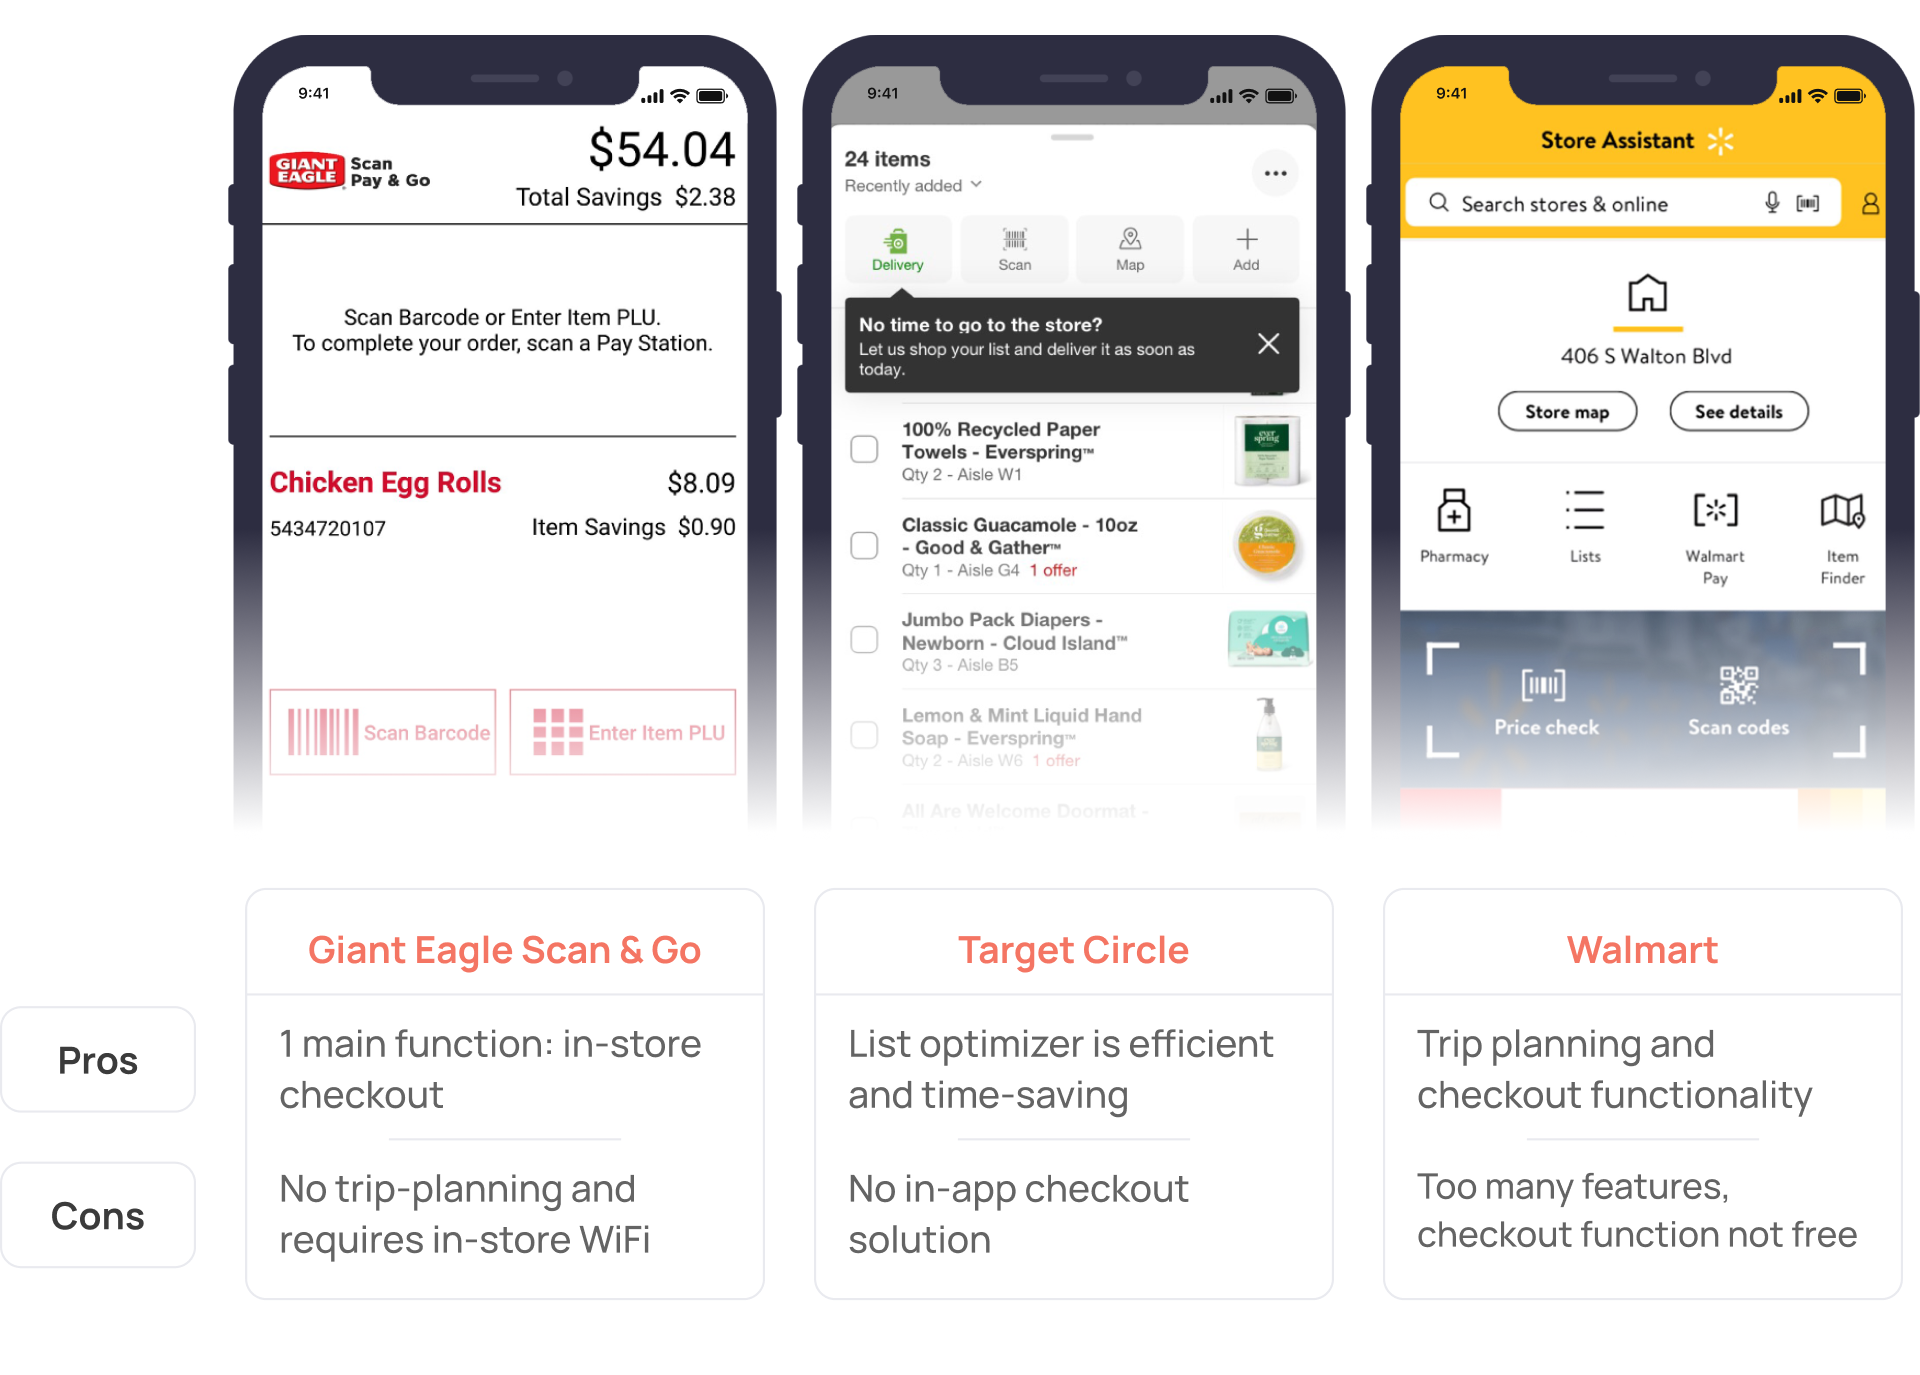 9:41
GIANT
EAGLE
Scan
Pay & Go
$54.04
Total Savings $2.38
Scan Barcode or Enter Item PLU.
To complete your order, scan a Pay Station.
Chicken Egg Rolls $8.09
5434720107 Item Savings $0.90
Scan Barcode
Enter Item PLU
9:41
24 items
Recently added
Delivery
Scan
Map
Add
No time to go to the store?
Let us shop your list and deliver it as soon as
today.
100% Recycled Paper
Towels - Everspring™
Qty 2 - Aisle W1
ever
spring
Classic Guacamole - 10oz
- Good & Gather™
Qty 1 - Aisle G4 1 offer
Jumbo Pack Diapers -
Newborn - Cloud Island™
Qty 3 - Aisle B5
Lemon & Mint Liquid Hand
Soap - Everspring™
Qty 2 - Aisle W6 1 offer
All Are Welcome Doormat -
9:41
Store Assistant
Search stores & online
406 S Walton Blvd
Store map
See details
Pharmacy
Lists
Walmart
Pay
Item
Finder
Price check
Scan codes
Giant Eagle Scan & Go
Target Circle
Walmart
Pros
1 main function: in-store
checkout
List optimizer is efficient
and time-saving
Trip planning and
checkout functionality
Cons
No trip-planning and
requires in-store WiFi
No in-app checkout
solution
Too many features,
checkout function not free